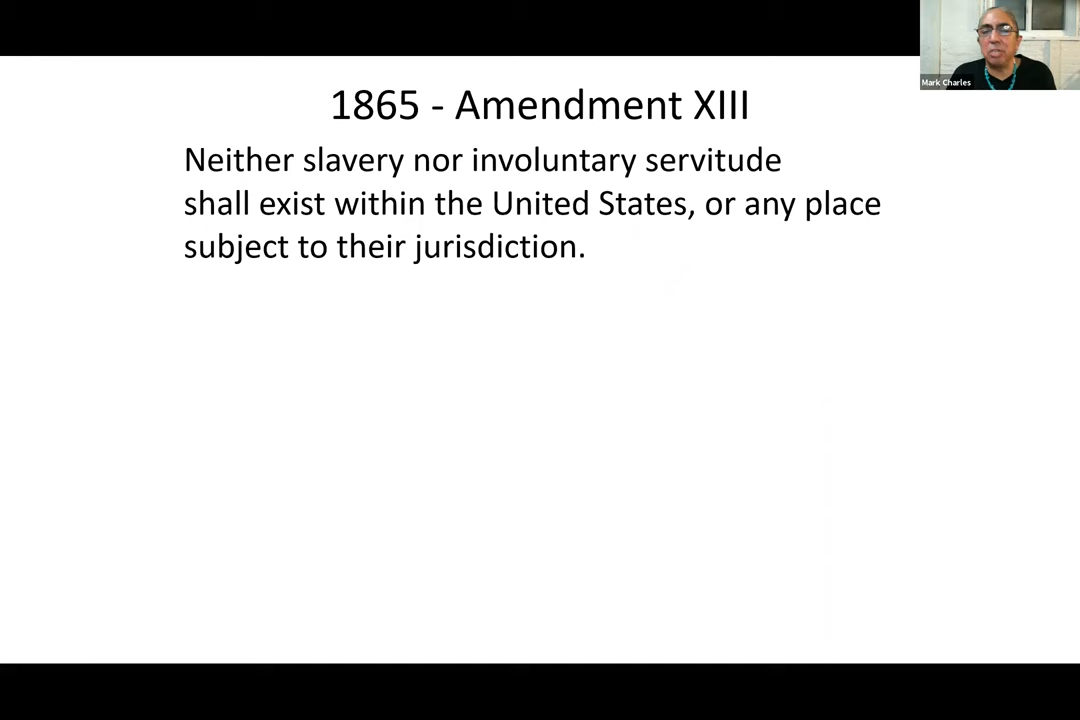 Mark Charles
1865 - Amendment XIII
Neither slavery nor involuntary servitude
shall exist within the United States, or any place
subject to their jurisdiction.